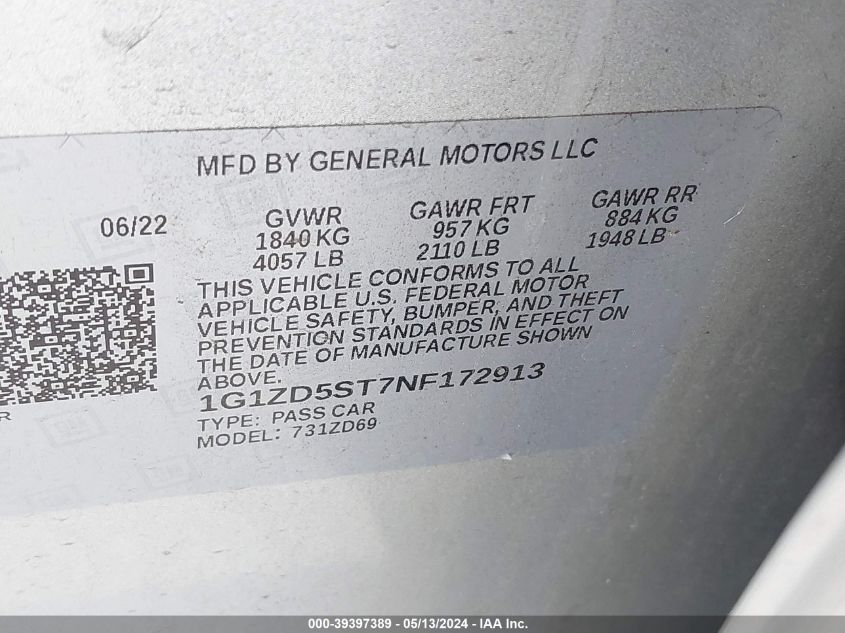 MFD BY GENERAL MOTORS LLC
06/22
GVWR
1840 KG
4057 LB
GAWR FRT
957 KG
2110 LB
GAWR RR
884 KG
1948 LB
THIS VEHICLE CONFORMS TO ALL
APPLICABLE U.S. FEDERAL MOTOR
VEHICLE SAFETY, BUMPER, AND THEFT
PREVENTION STANDARDS IN EFFECT ON
THE DATE OF MANUFACTURE SHOWN
ABOVE.
1G1ZD5ST7NF172913
TYPE: PASS CAR
MODEL: 731ZD69
R
000-39397389 - 05/13/2024 - IAA Inc.